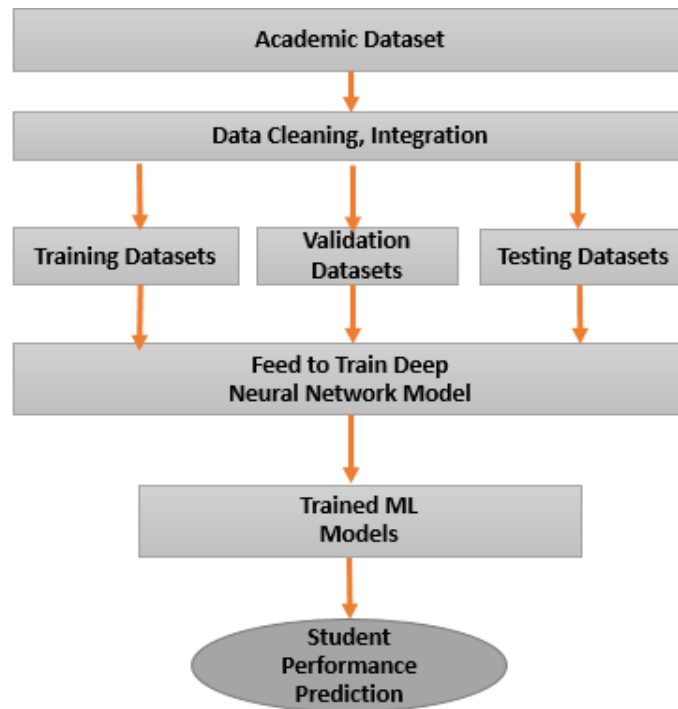 Academic Dataset
Data Cleaning, Integration
Training Datasets
Validation
Datasets
Testing Datasets
Feed to Train Deep
Neural Network Model
Trained ML
Models
Student
Performance
Prediction